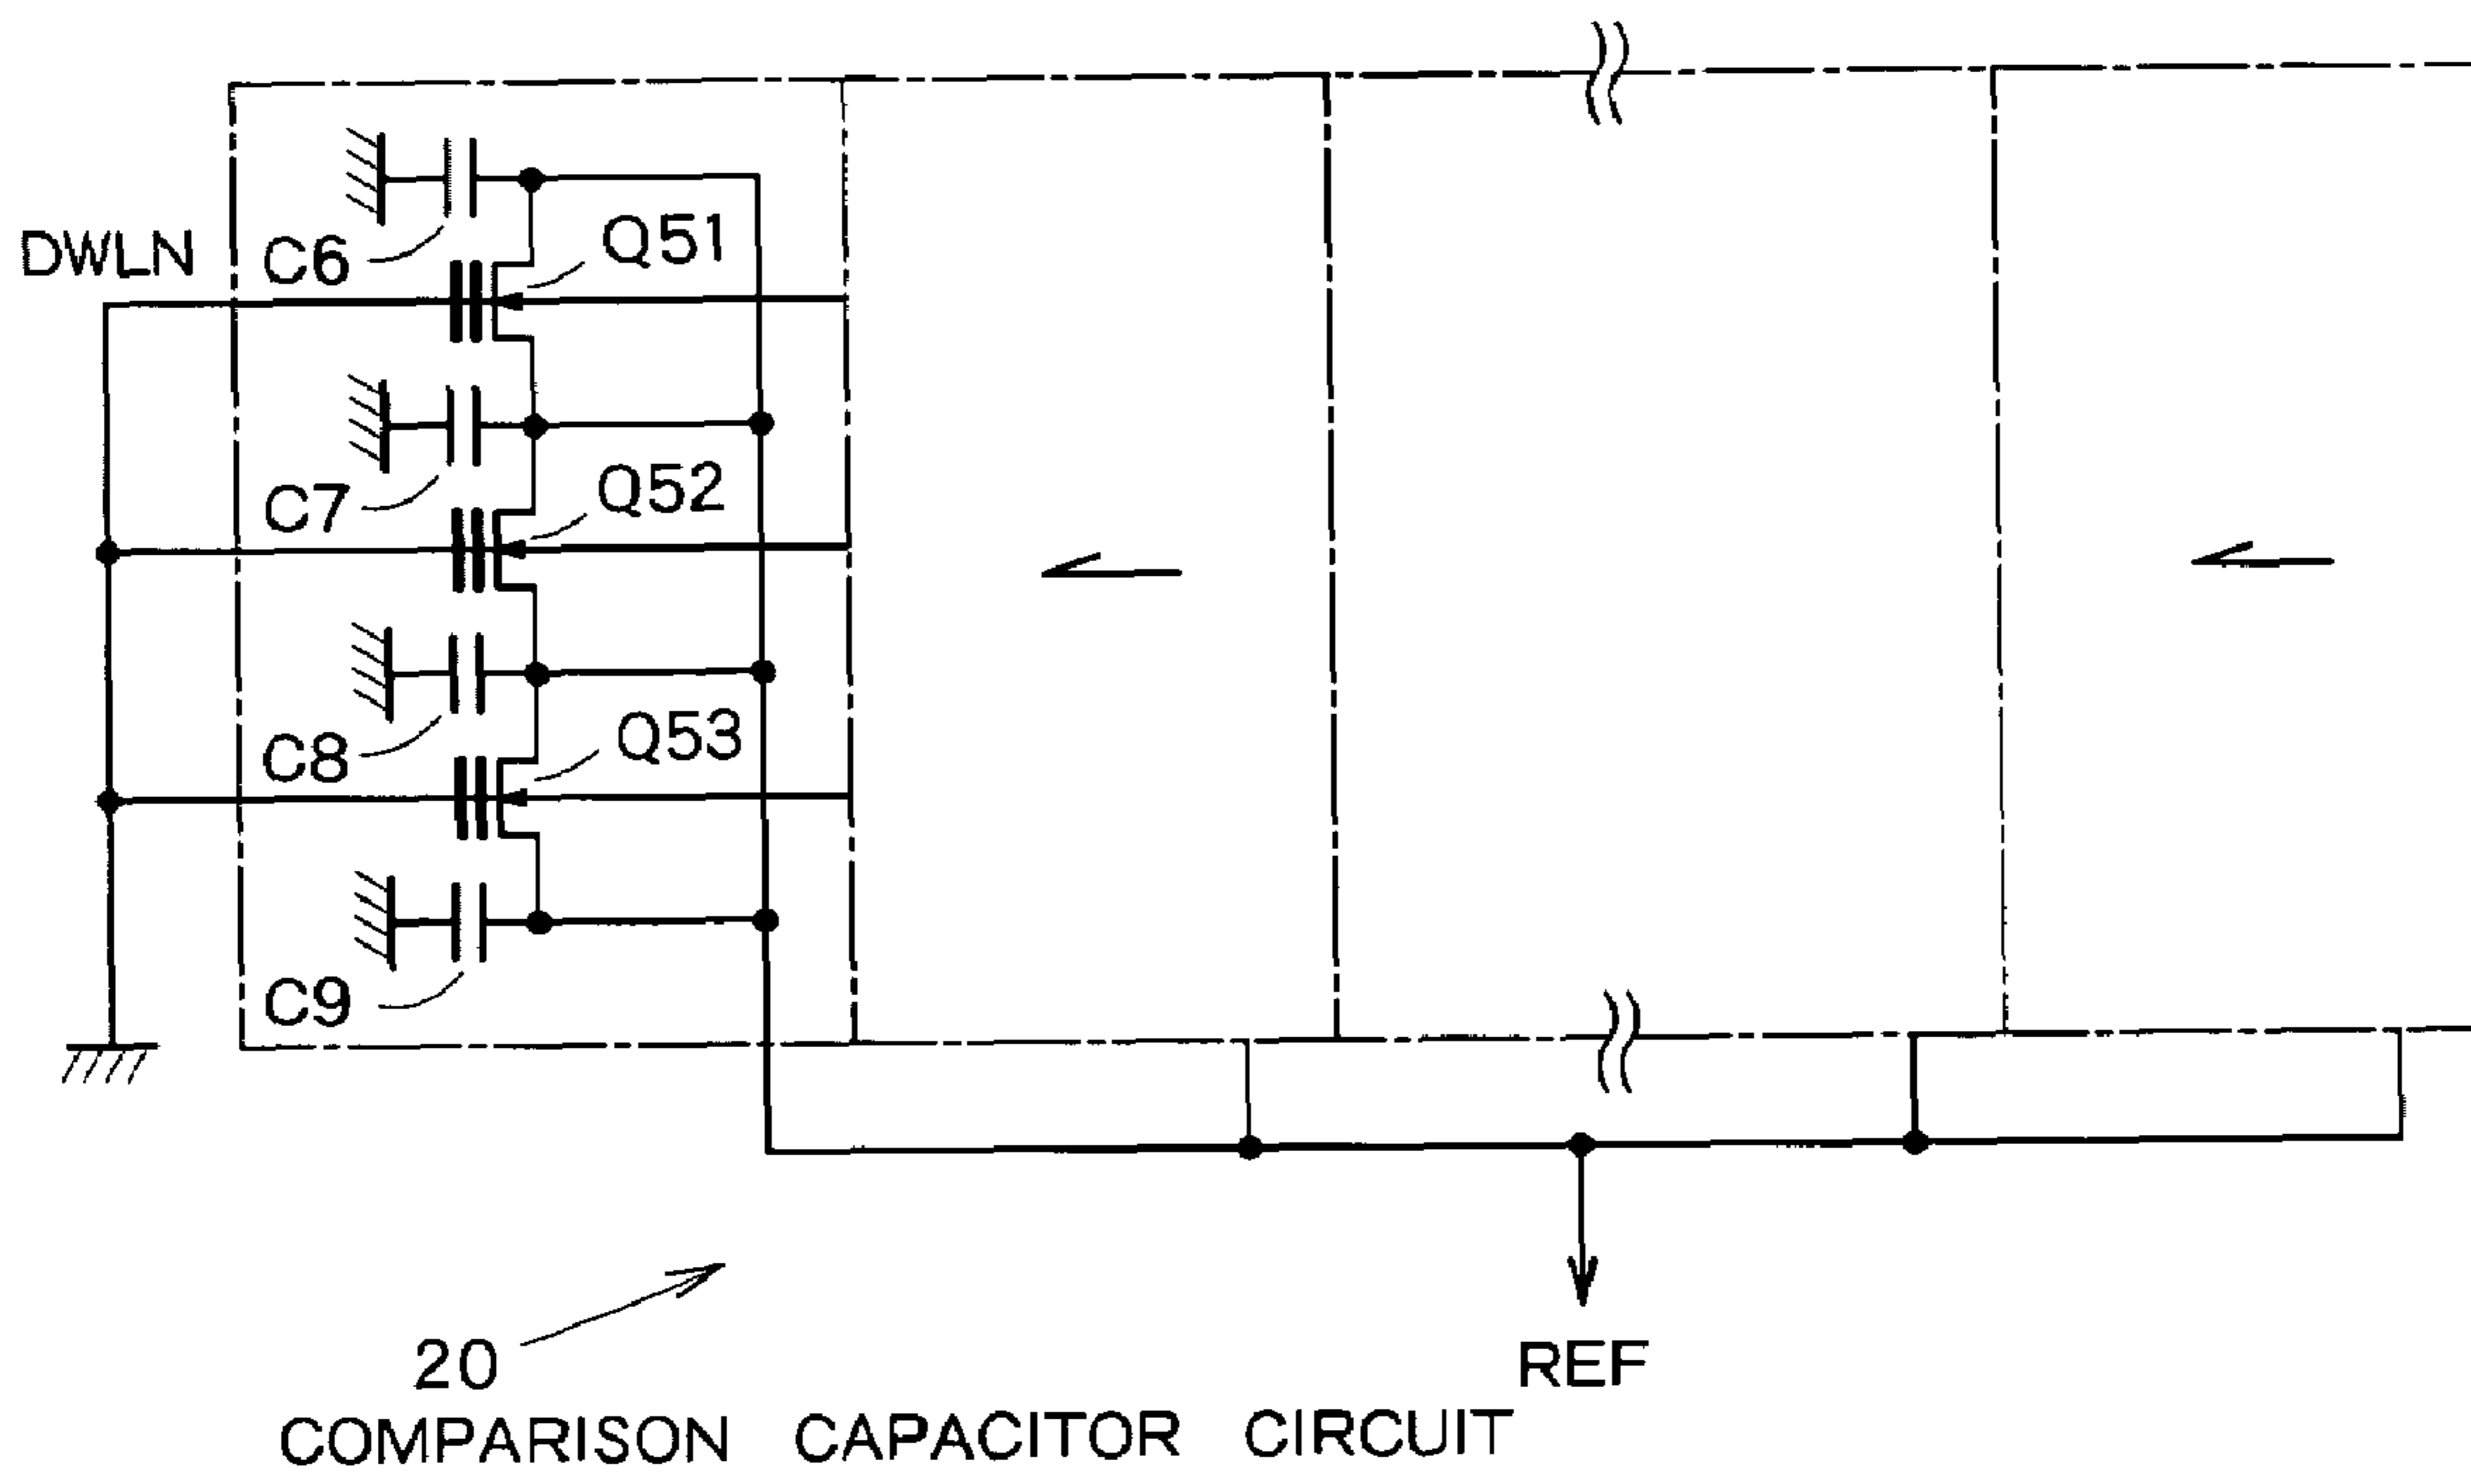 DWLN
C6
Q51
C7
Q52
C8
Q53
C9
20
REF
COMPARISON CAPACITOR CIRCUIT